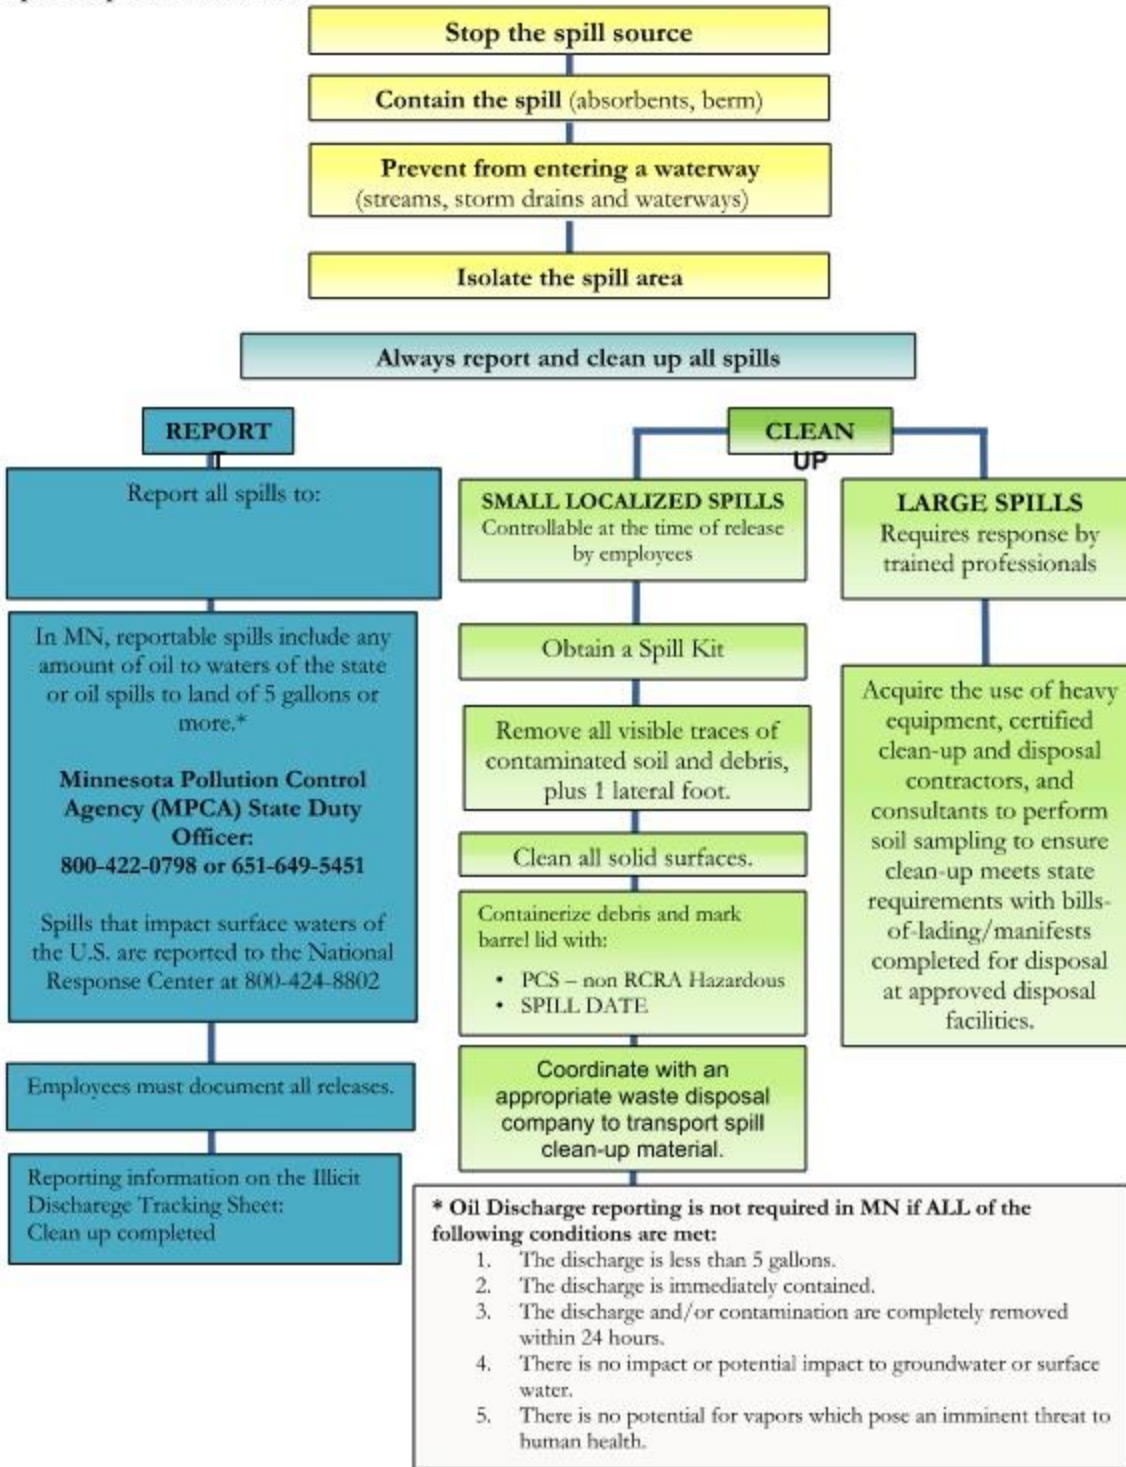 Stop the spill source
Contain the spill (absorbents, berm)
Prevent from entering a waterway
(streams, storm drains and waterways)
Isolate the spill area
Always report and clean up all spills
REPORT
T
Report all spills to:
In MN, reportable spills include any
amount of oil to waters of the state
or oil spills to land of 5 gallons or
more.*
Minnesota Pollution Control
Agency (MPCA) State Duty
Officer:
800-422-0798 or 651-649-5451
Spills that impact surface waters of
the U.S. are reported to the National
Response Center at 800-424-8802
Employees must document all releases.
Reporting information on the Illicit
Discharege Tracking Sheet:
Clean up completed
CLEAN
UP
SMALL LOCALIZED SPILLS
Controllable at the time of release
by employees
Obtain a Spill Kit
Remove all visible traces of
contaminated soil and debris,
plus 1 lateral foot.
Clean all solid surfaces.
Containerize debris and mark
barrel lid with:
• PCS – non RCRA Hazardous
• SPILL DATE
Coordinate with an
appropriate waste disposal
company to transport spill
clean-up material.
LARGE SPILLS
Requires response by
trained professionals
Acquire the use of heavy
equipment, certified
clean-up and disposal
contractors, and
consultants to perform
soil sampling to ensure
clean-up meets state
requirements with bills-
of-lading/manifests
completed for disposal
at approved disposal
facilities.
* Oil Discharge reporting is not required in MN if ALL of the
following conditions are met:
1. The discharge is less than 5 gallons.
2. The discharge is immediately contained.
3. The discharge and/or contamination are completely removed
within 24 hours.
4. There is no impact or potential impact to groundwater or surface
water.
5. There is no potential for vapors which pose an imminent threat to
human health.